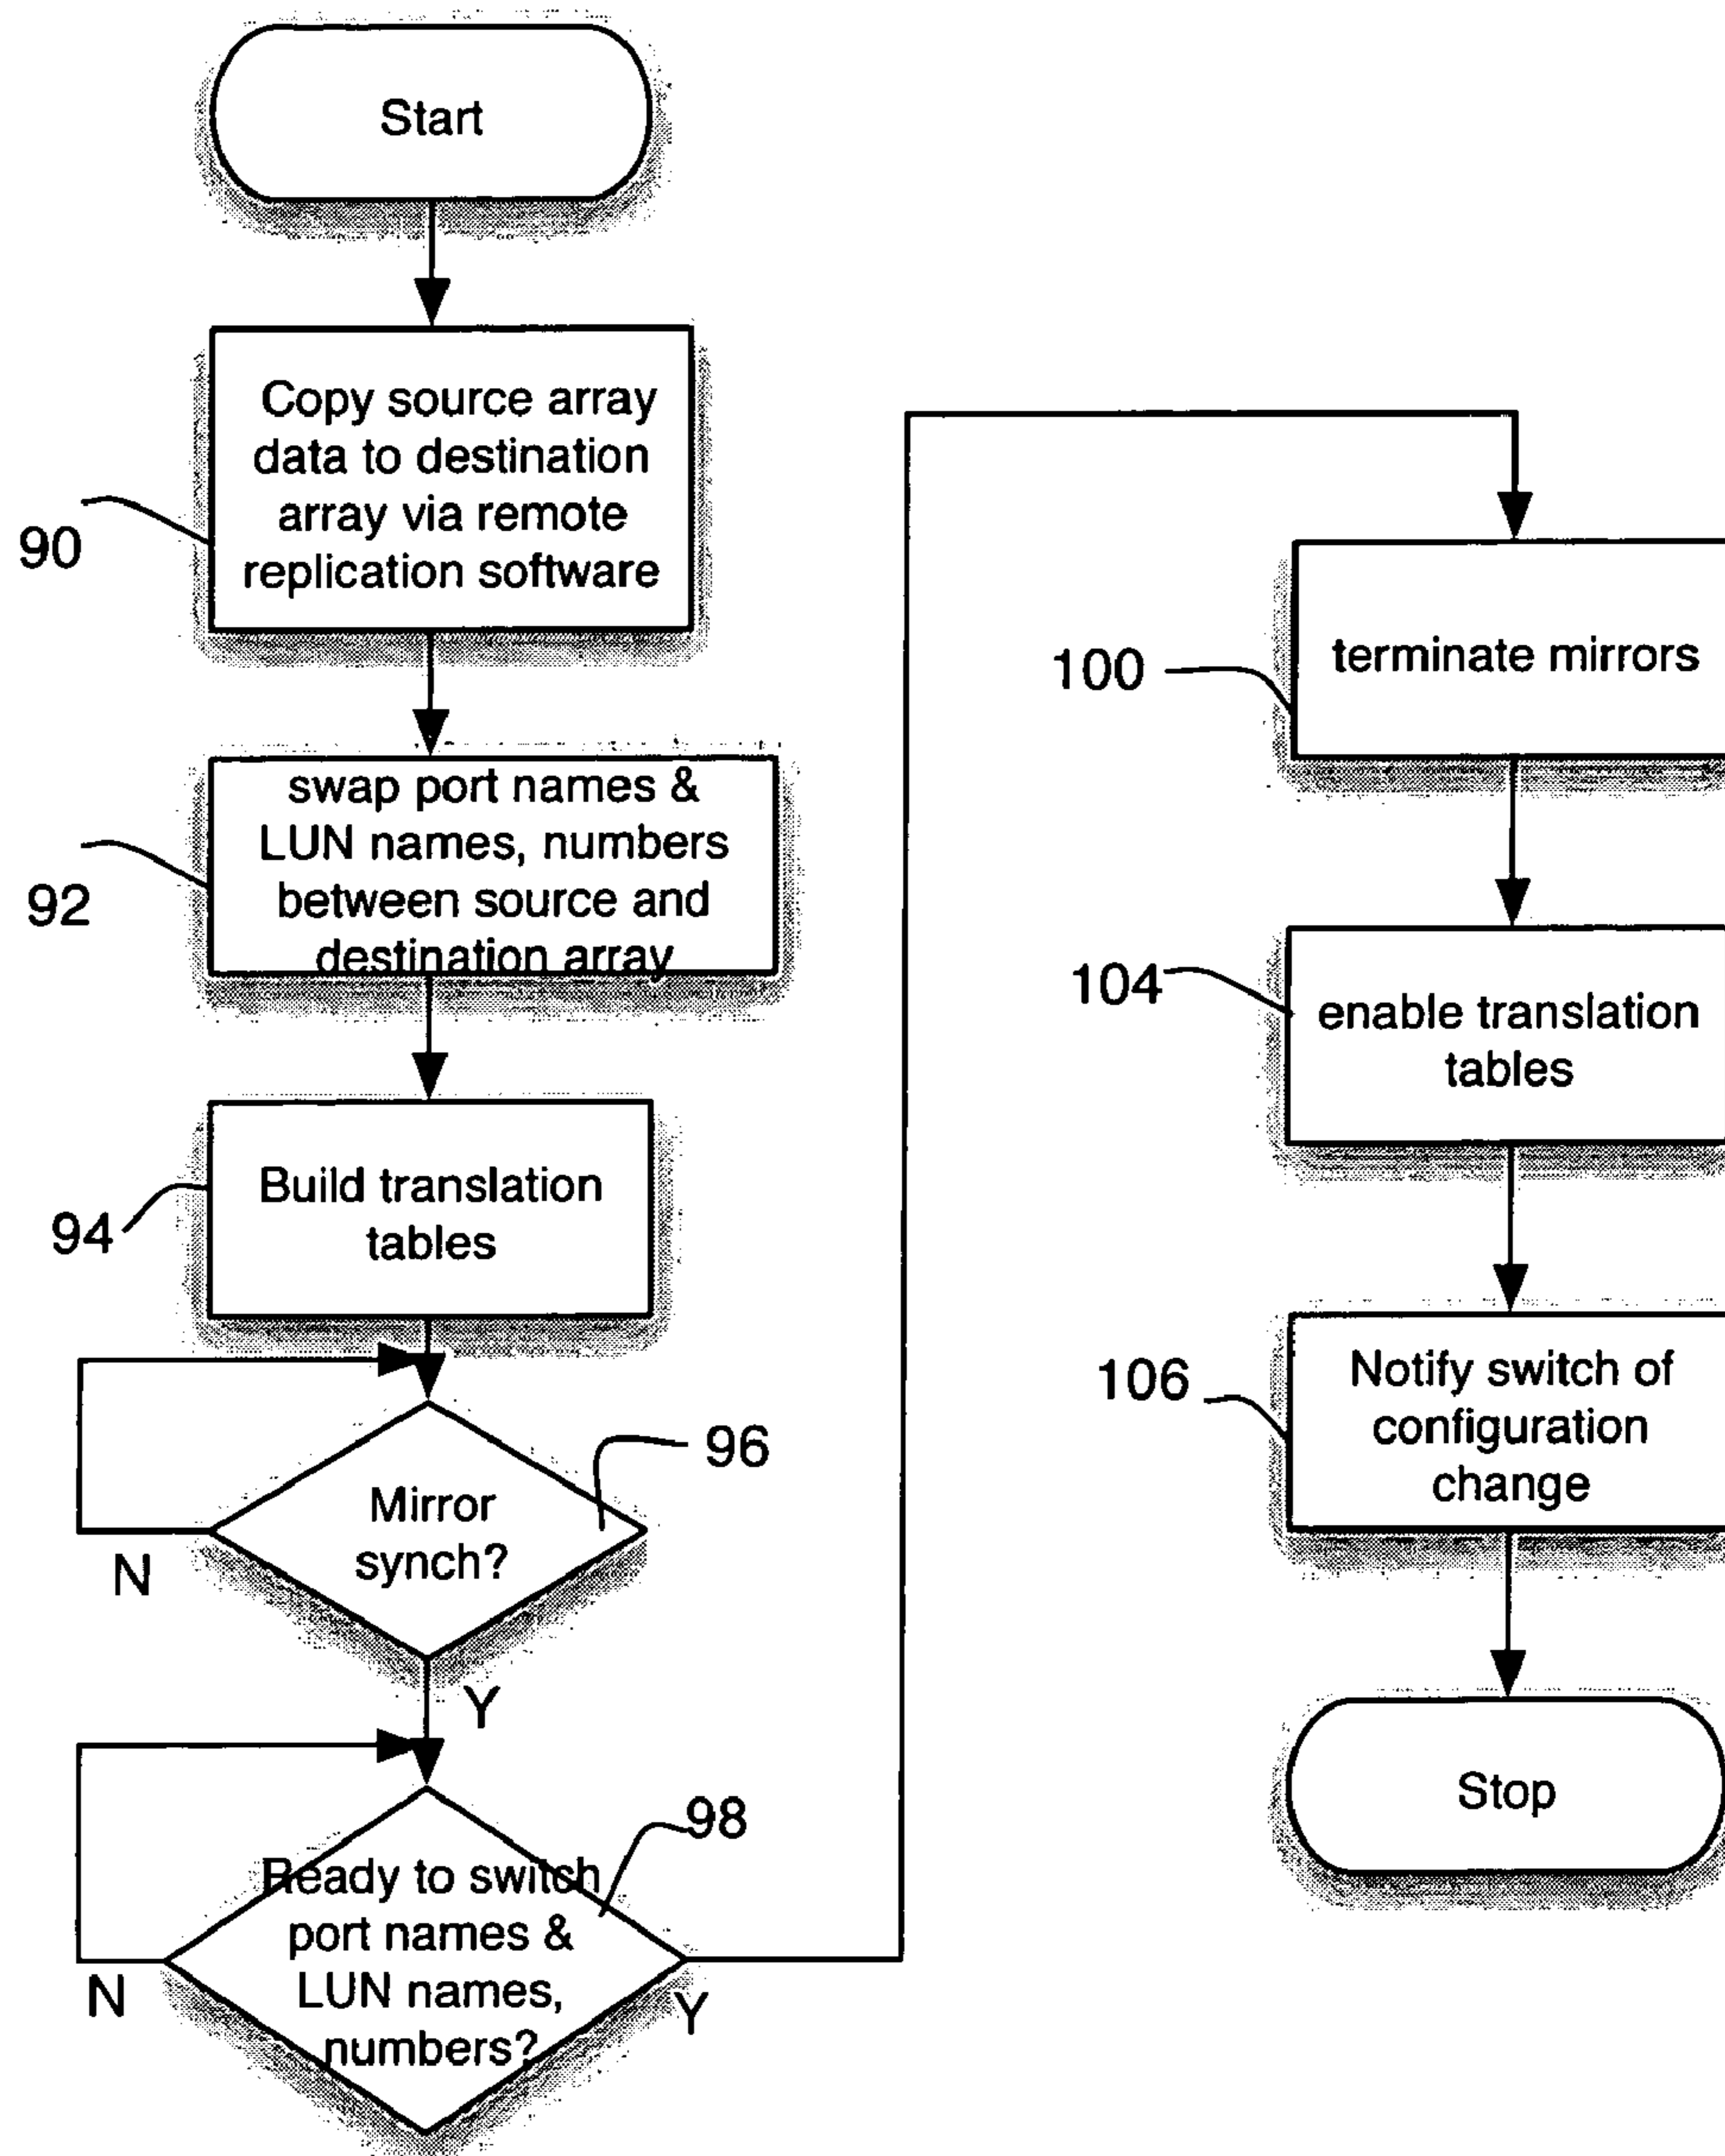 Start
Copy source array
data to destination
array via remote
replication software
90
swap port names &
LUN names, numbers
between source and
destination array
92
Build translation
tables
94
Mirror
synch?
96
N
Y
Ready to switch
port names &
LUN names,
numbers?
98
N
Y
terminate mirrors
100
enable translation
tables
104
Notify switch of
configuration
change
106
Stop